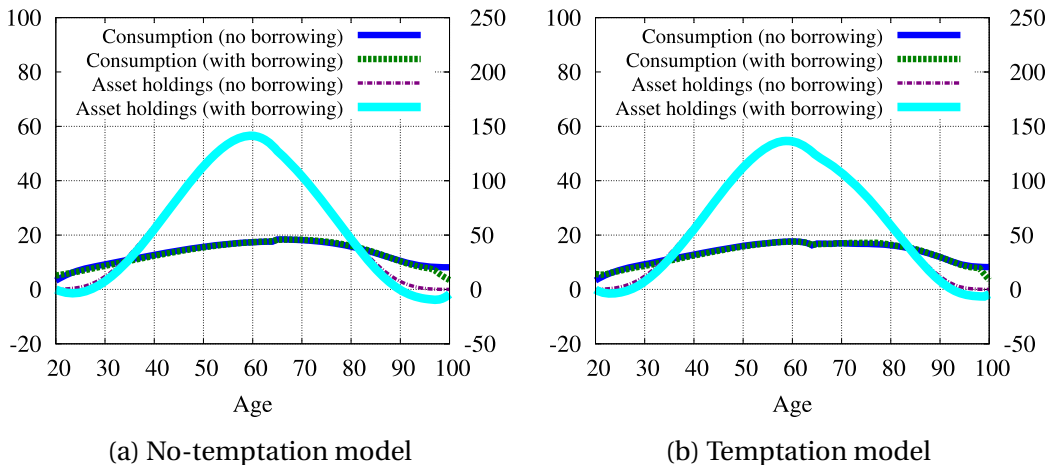 100
80
60
40
20
0
-20
250
200
150
100
50
0
-50
Consumption (no borrowing)
Consumption (with borrowing)
Asset holdings (no borrowing)
Asset holdings (with borrowing)
20 30 40 50 60 70 80 90 100
Age
(a) No-temptation model
100
80
60
40
20
0
-20
250
200
150
100
50
0
-50
Consumption (no borrowing)
Consumption (with borrowing)
Asset holdings (no borrowing)
Asset holdings (with borrowing)
20 30 40 50 60 70 80 90 100
Age
(b) Temptation model